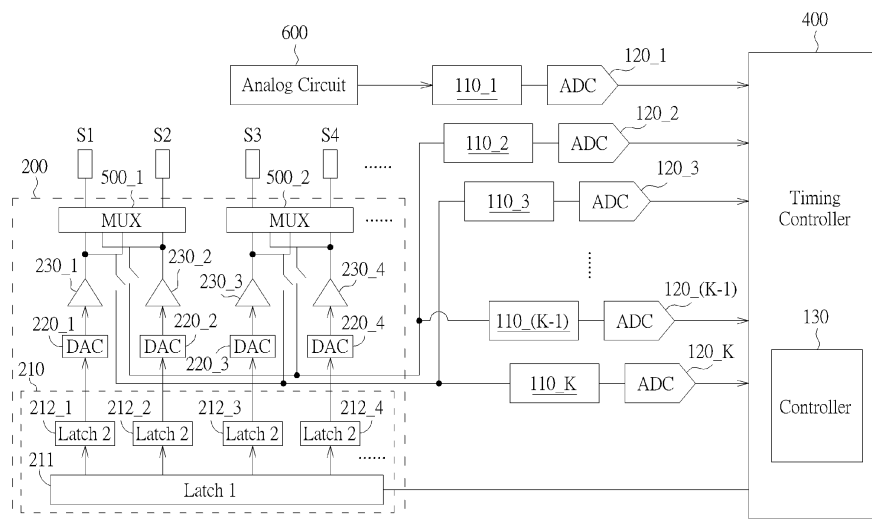 600
400
Analog Circuit
110_1
ADC
120_1
110_2
ADC
120_2
110_3
ADC
120_3
S1
S2
S3
S4
......
200
500_1
500_2
MUX
MUX
......
Timing
Controller
......
230_1
230_2
230_3
230_4
110_(K-1)
ADC
120_(K-1)
220_1
220_2
220_3
220_4
DAC
DAC
DAC
DAC
130
Controller
110_K
ADC
120_K
210
212_1
212_2
212_3
212_4
Latch 2
Latch 2
Latch 2
Latch 2
......
211
Latch 1